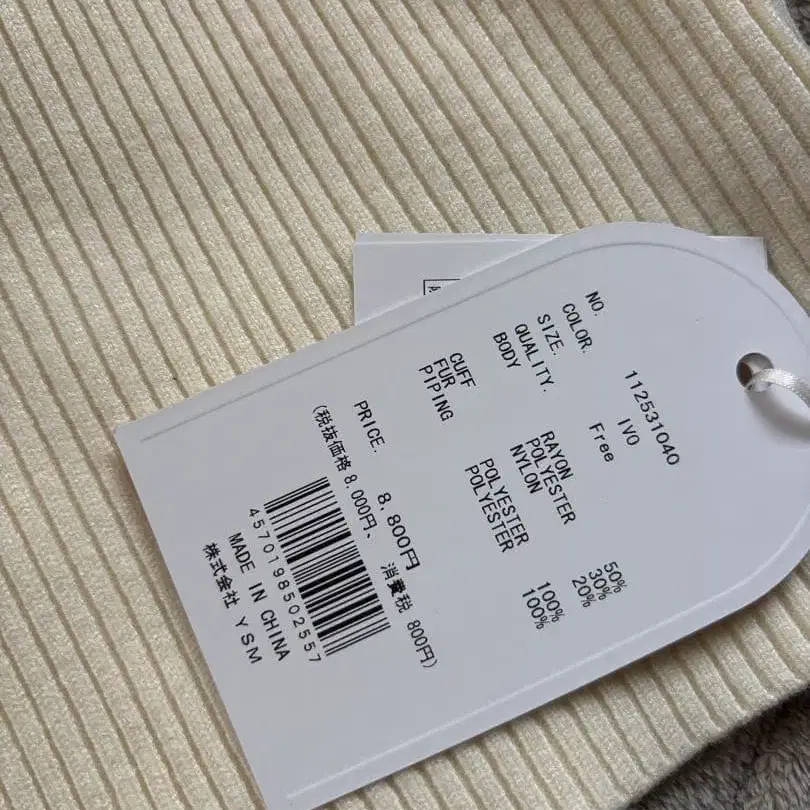 NO. 112531040
COLOR. IVO
SIZE. Free
QUALITY.
BODY RAYON 50%
POLYESTER 30%
NYLON 20%
CUFF
FUR POLYESTER 100%
PIPING POLYESTER 100%
PRICE. 8,800円
(税抜価格 8,000円、 消費税 800円)
4570198502557
MADE IN CHINA
株式会社 YSM